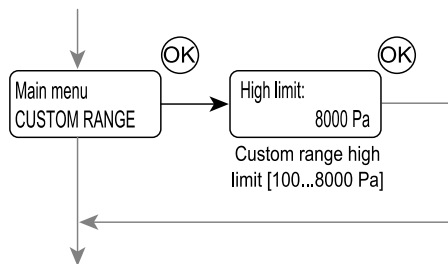 OK
OK
Main menu
CUSTOM RANGE
High limit:
8000 Pa
Custom range high
limit [100...8000 Pa]